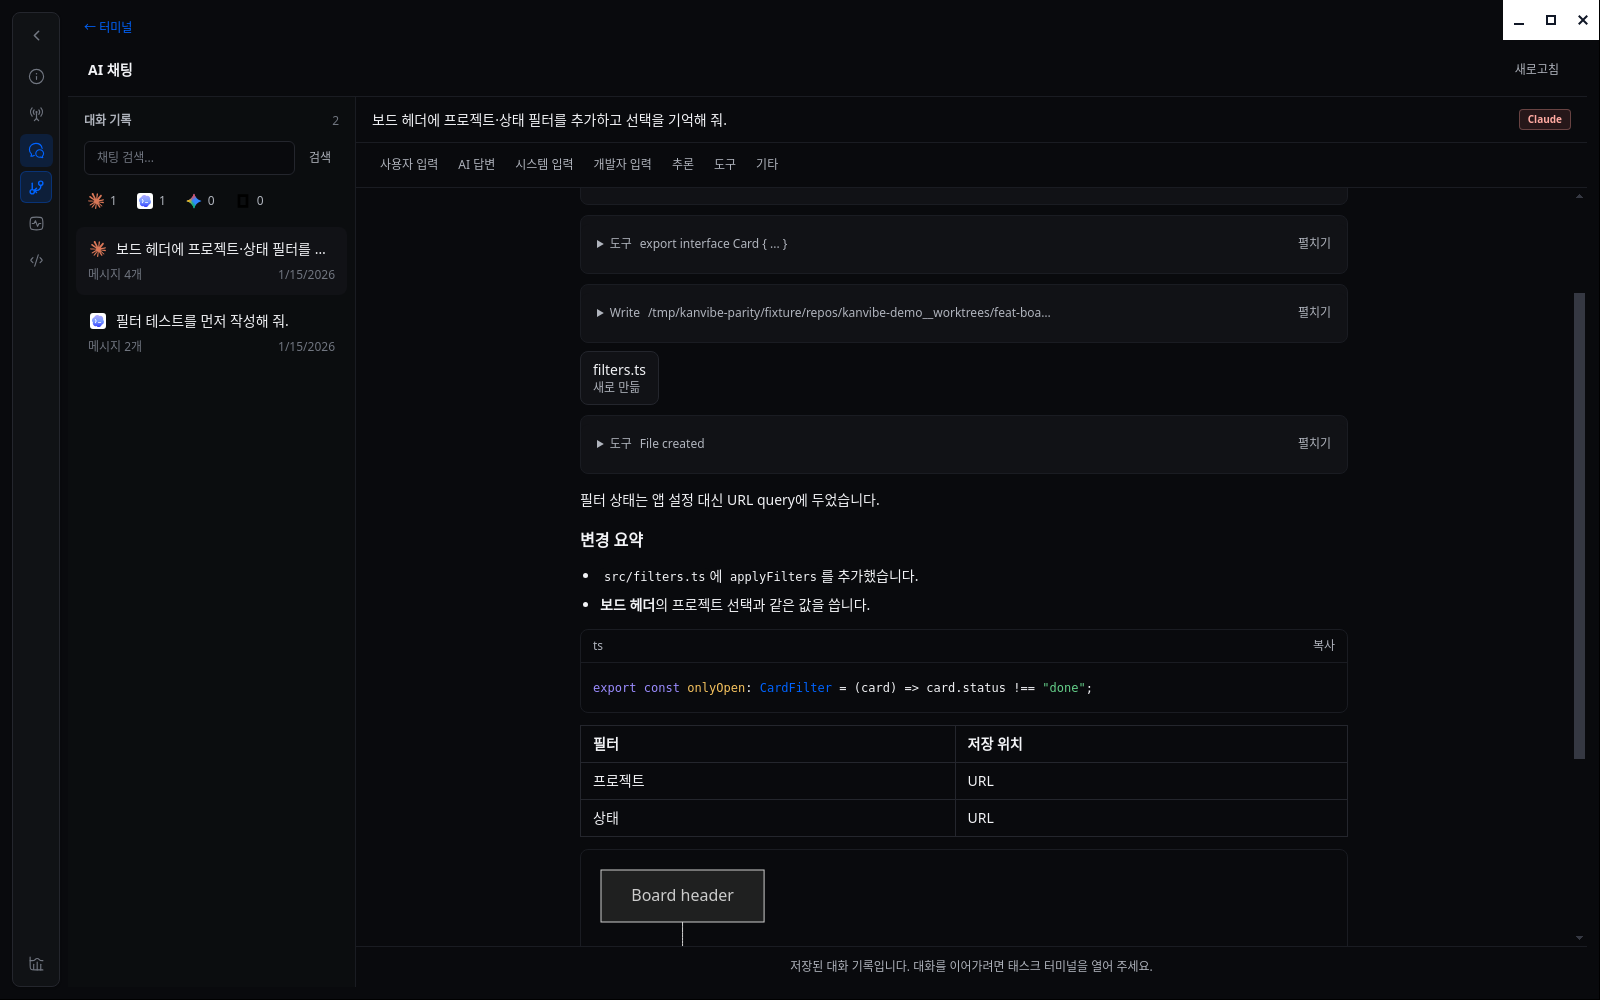 ← 터미널
AI 채팅
새로고침
대화 기록
2
채팅 검색...
검색
1
1
0
0
보드 헤더에 프로젝트·상태 필터를 ...
메시지 4개
1/15/2026
필터 테스트를 먼저 작성해 줘.
메시지 2개
1/15/2026
보드 헤더에 프로젝트·상태 필터를 추가하고 선택을 기억해 줘.
Claude
사용자 입력 AI 답변 시스템 입력 개발자 입력 추론 도구 기타
도구 export interface Card { ... }
펼치기
Write /tmp/kanvibe-parity/fixture/repos/kanvibe-demo__worktrees/feat-boa...
펼치기
filters.ts
새로 만듦
도구 File created
펼치기
필터 상태는 앱 설정 대신 URL query에 두었습니다.
변경 요약
src/filters.ts 에 applyFilters 를 추가했습니다.
보드 헤더의 프로젝트 선택과 같은 값을 씁니다.
ts
복사
export const onlyOpen: CardFilter = (card) => card.status !== "done";
필터 저장 위치
프로젝트 URL
상태 URL
Board header
저장된 대화 기록입니다. 대화를 이어가려면 태스크 터미널을 열어 주세요.